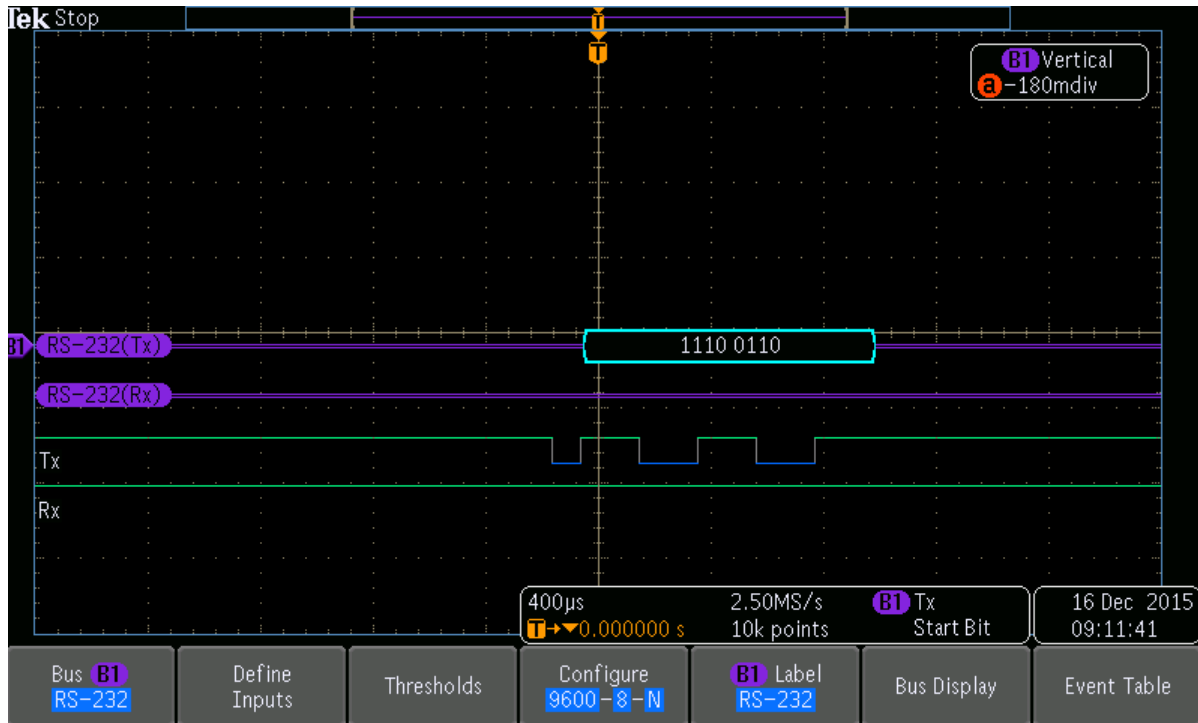 Tek Stop
T
T
B1 Vertical
a -180mdiv
B1 RS-232(Tx) 1110 0110
RS-232(Rx)
Tx
Rx
400µs 2.50MS/s B1 Tx
T→▼0.000000 s 10k points Start Bit
16 Dec 2015
09:11:41
Bus B1
RS-232
Define
Inputs
Thresholds
Configure
9600-8-N
B1 Label
RS-232
Bus Display
Event Table